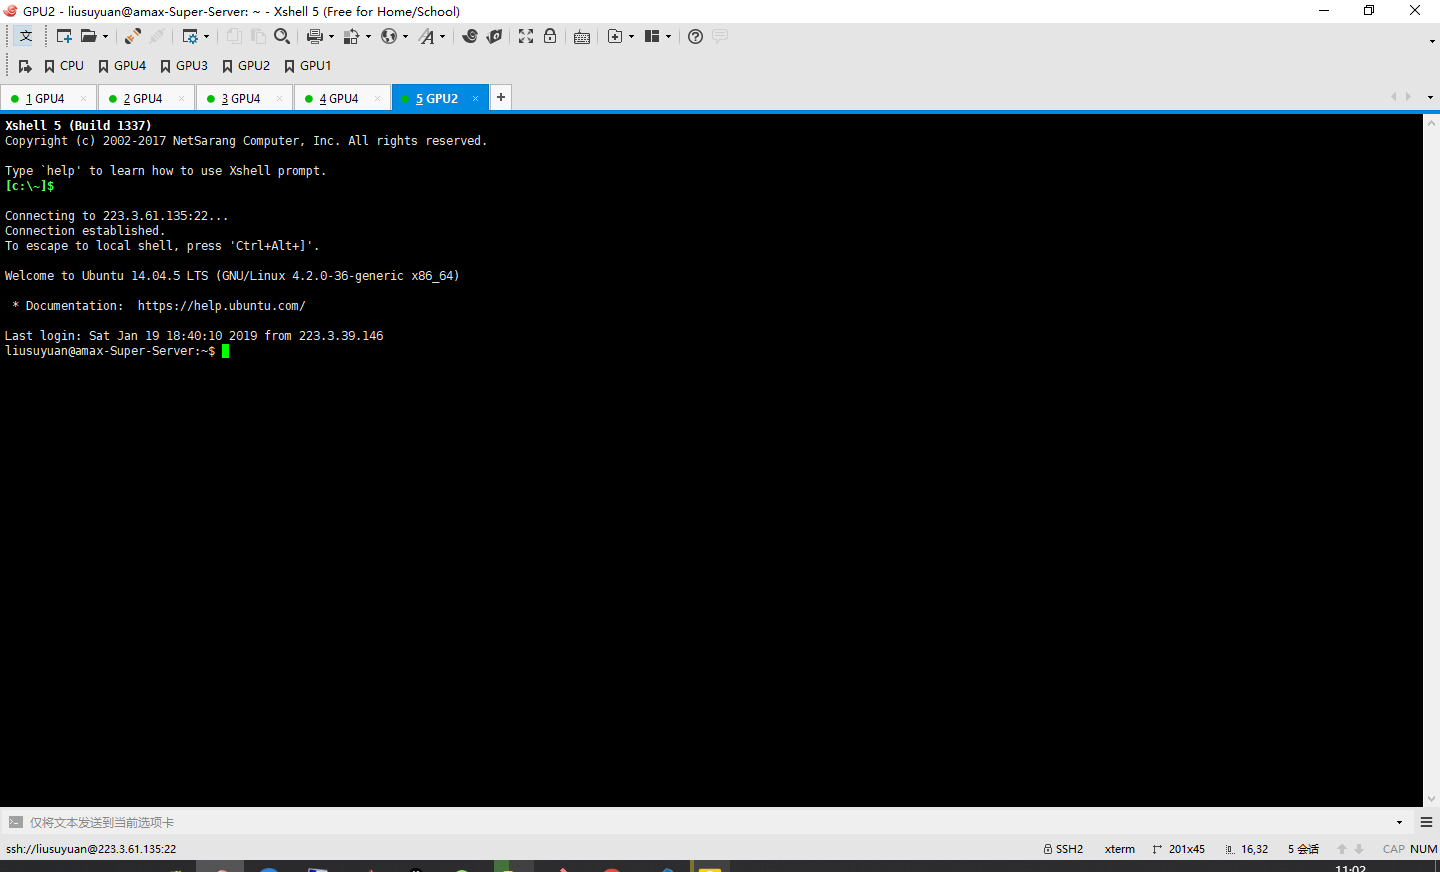 GPU2 - liusuyuan@amax-Super-Server: ~ - Xshell 5 (Free for Home/School)
文
CPU GPU4 GPU3 GPU2 GPU1
1 GPU4 × 2 GPU4 × 3 GPU4 × 4 GPU4 × 5 GPU2 × +
Xshell 5 (Build 1337)
Copyright (c) 2002-2017 NetSarang Computer, Inc. All rights reserved.
Type `help' to learn how to use Xshell prompt.
[c:\~]$
Connecting to 223.3.61.135:22...
Connection established.
To escape to local shell, press 'Ctrl+Alt+]'.
Welcome to Ubuntu 14.04.5 LTS (GNU/Linux 4.2.0-36-generic x86_64)
* Documentation:  https://help.ubuntu.com/
Last login: Sat Jan 19 18:40:10 2019 from 223.3.39.146
liusuyuan@amax-Super-Server:~$
仅将文本发送到当前选项卡
ssh://liusuyuan@223.3.61.135:22 SSH2 xterm 201x45 16,32 5 会话 CAP NUM
11:02